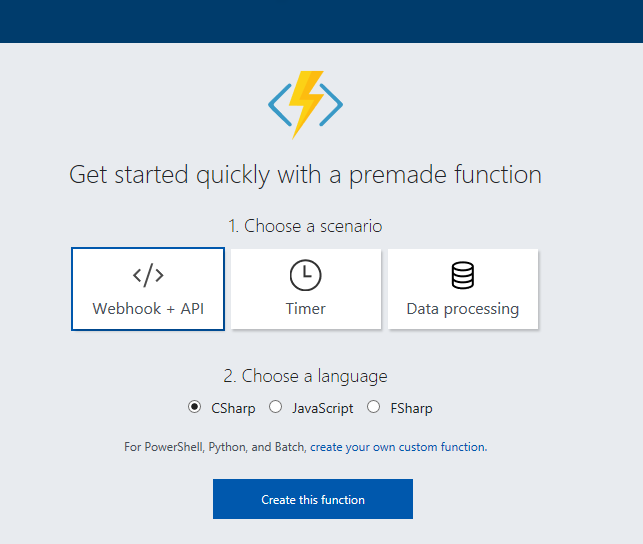 Get started quickly with a premade function
1. Choose a scenario
Webhook + API
Timer
Data processing
2. Choose a language
CSharp JavaScript FSharp
For PowerShell, Python, and Batch, create your own custom function.
Create this function